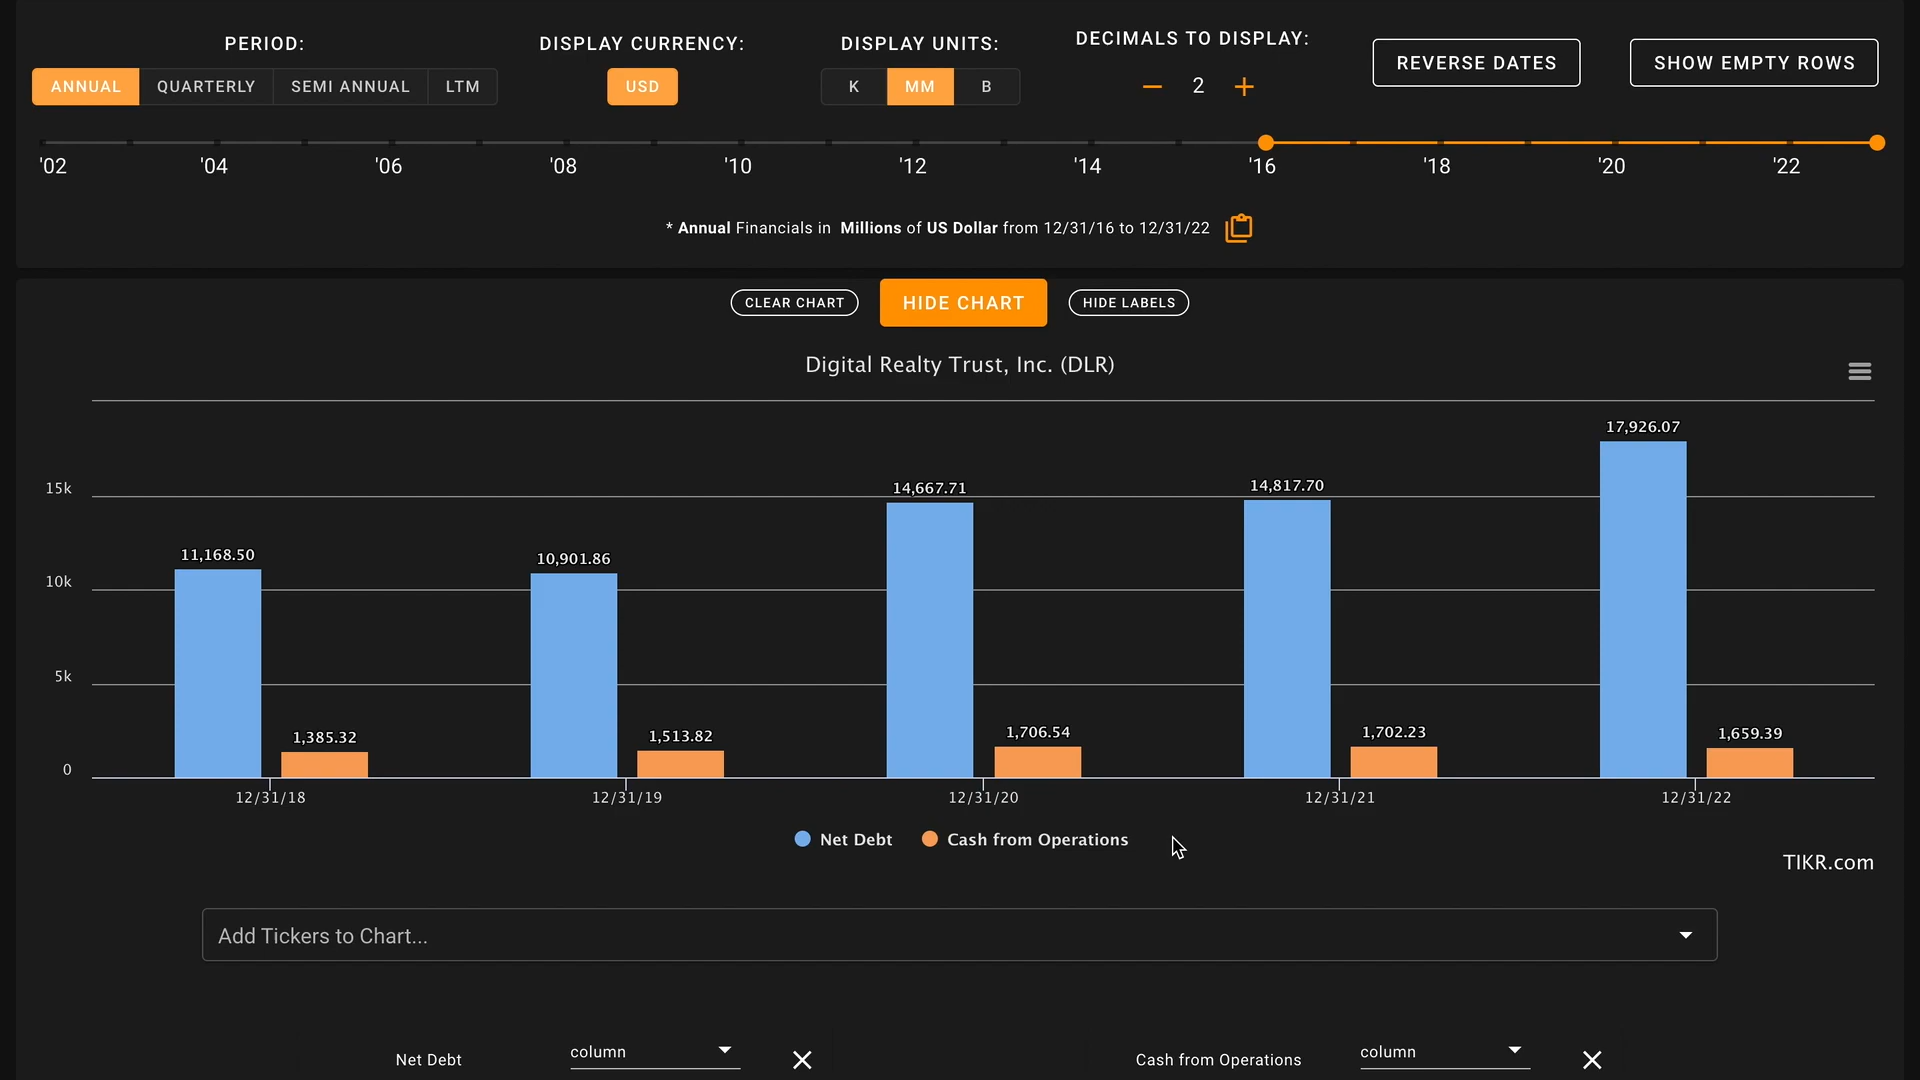 PERIOD:
DISPLAY CURRENCY:
DISPLAY UNITS:
DECIMALS TO DISPLAY:
REVERSE DATES
SHOW EMPTY ROWS
ANNUAL QUARTERLY SEMI ANNUAL LTM
USD
K MM B
2
'02 '04 '06 '08 '10 '12 '14 '16 '18 '20 '22
* Annual Financials in Millions of US Dollar from 12/31/16 to 12/31/22
CLEAR CHART
HIDE CHART
HIDE LABELS
Digital Realty Trust, Inc. (DLR)
15k
10k
5k
0
11,168.50
1,385.32
10,901.86
1,513.82
14,667.71
1,706.54
14,817.70
1,702.23
17,926.07
1,659.39
12/31/18 12/31/19 12/31/20 12/31/21 12/31/22
Net Debt Cash from Operations
TIKR.com
Add Tickers to Chart...
Net Debt column
Cash from Operations column